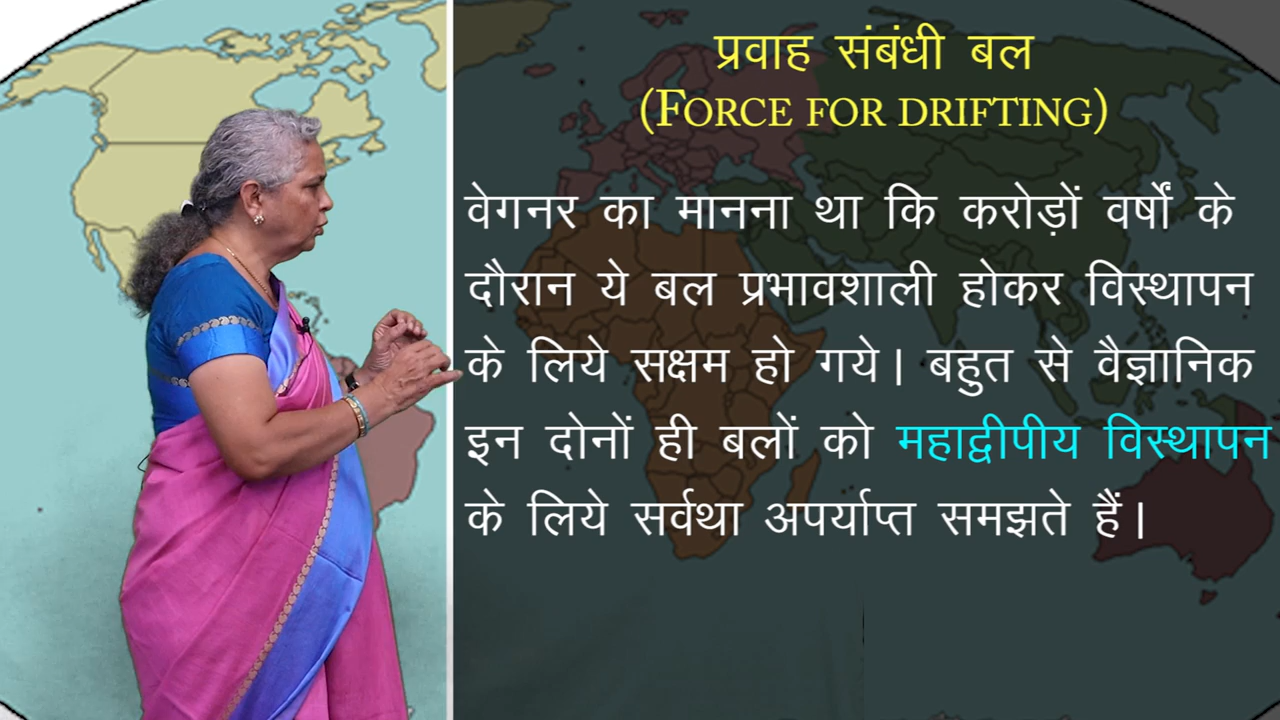 प्रवाह संबंधी बल
(FORCE FOR DRIFTING)
वेगनर का मानना था कि करोड़ों वर्षों के
दौरान ये बल प्रभावशाली होकर विस्थापन
के लिये सक्षम हो गये। बहुत से वैज्ञानिक
इन दोनों ही बलों को महाद्वीपीय विस्थापन
के लिये सर्वथा अपर्याप्त समझते हैं।